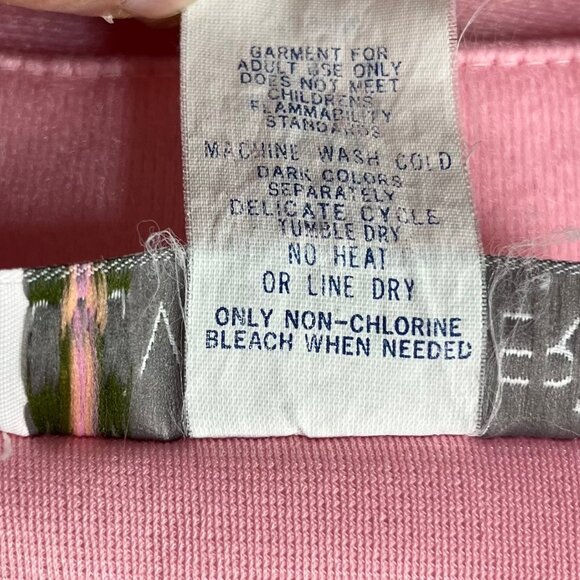 GARMENT FOR
ADULT USE ONLY
DOES NOT MEET
CHILDRENS
FLAMMABILITY
STANDARDS
MACHINE WASH COLD
DARK COLORS
SEPARATELY
DELICATE CYCLE
TUMBLE DRY
NO HEAT
OR LINE DRY
ONLY NON-CHLORINE
BLEACH WHEN NEEDED